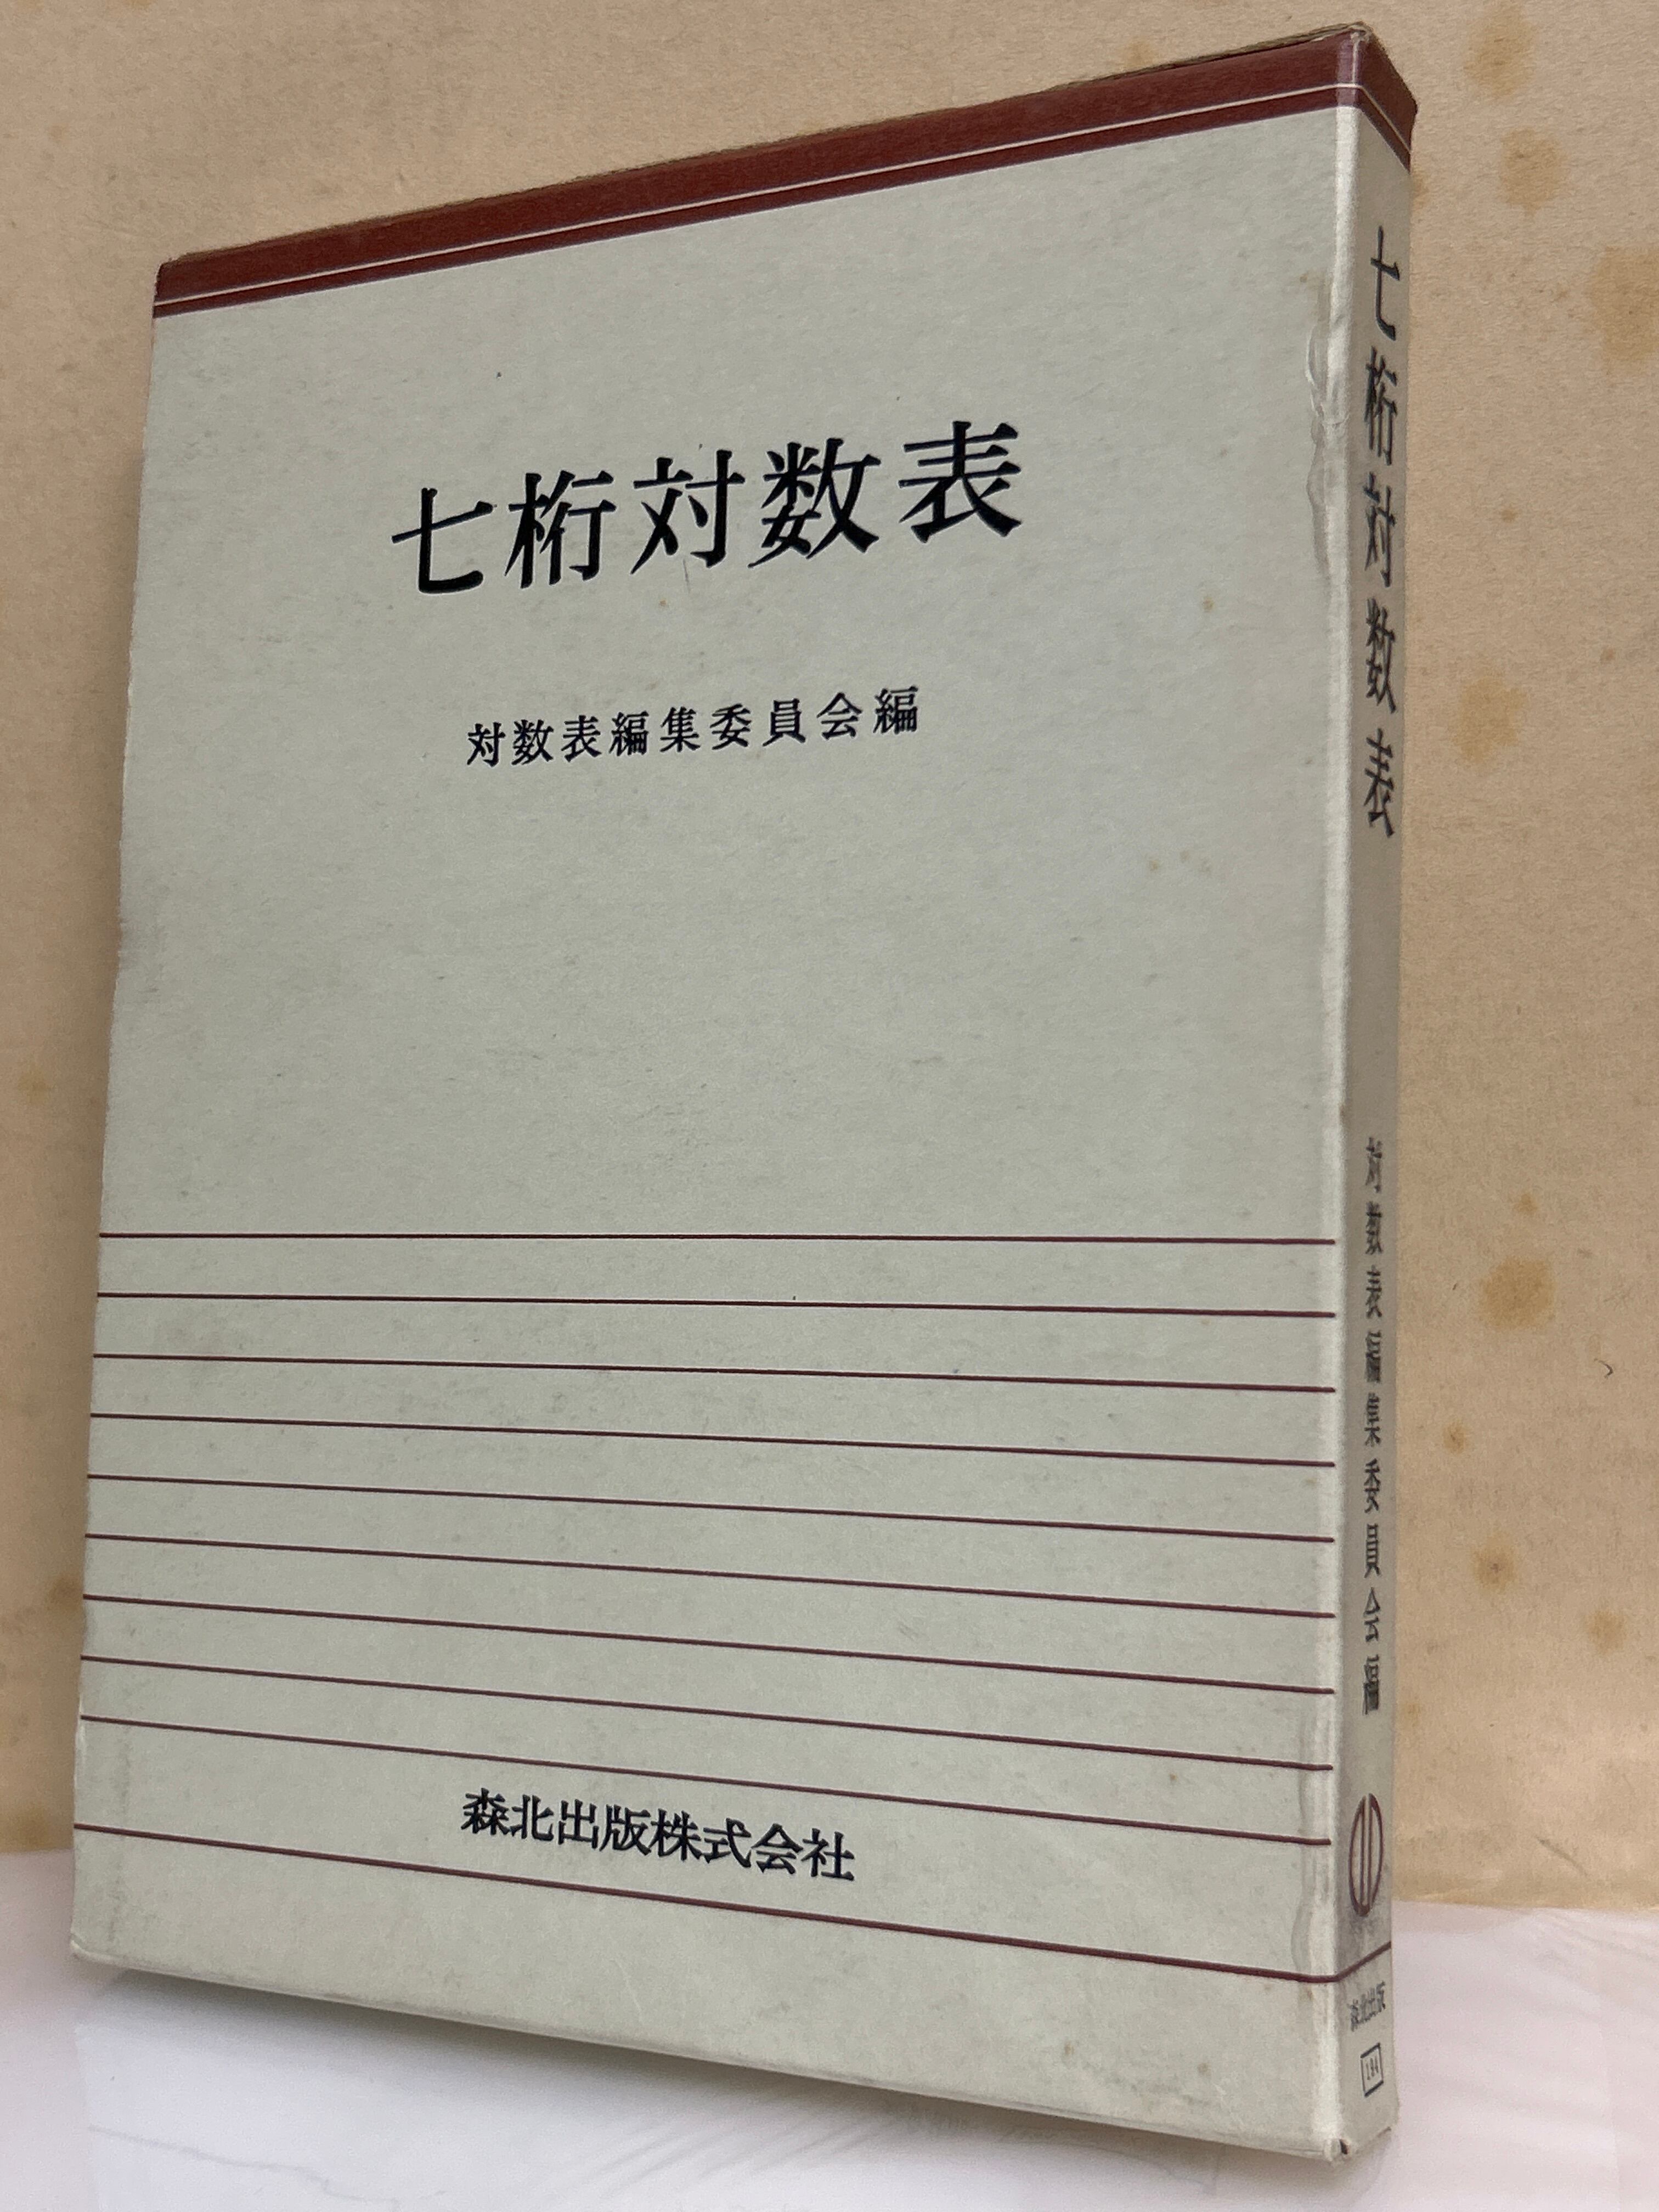 七桁対数表
対数表編集委員会編
森北出版株式会社
七桁対数表
対数表編集委員会編
森北出版